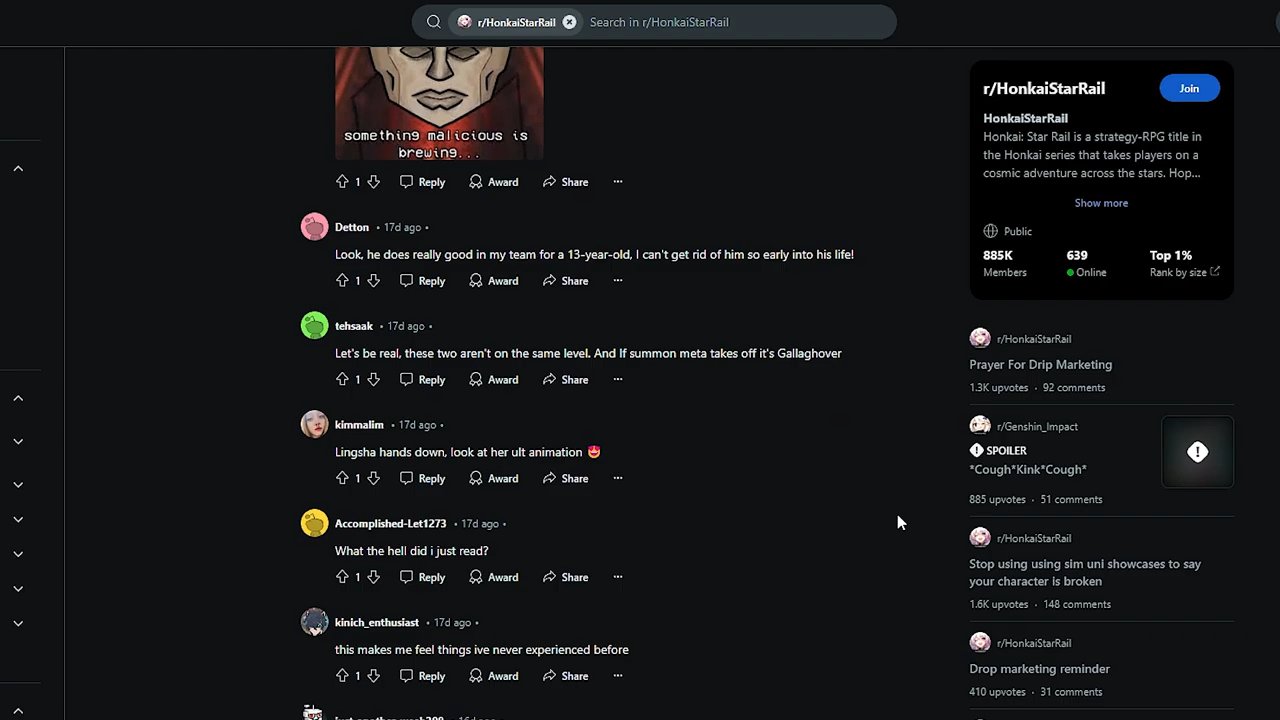 r/HonkaiStarRail
Search in r/HonkaiStarRail
something malicious is
brewing...
1 Reply Award Share
Detton • 17d ago •
Look, he does really good in my team for a 13-year-old, I can't get rid of him so early into his life!
1 Reply Award Share
tehsaak • 17d ago •
Let's be real, these two aren't on the same level. And If summon meta takes off it's Gallaghover
1 Reply Award Share
kimmalim • 17d ago •
Lingsha hands down, look at her ult animation 😍
1 Reply Award Share
Accomplished-Let1273 • 17d ago •
What the hell did i just read?
1 Reply Award Share
kinich_enthusiast • 17d ago •
this makes me feel things ive never experienced before
1 Reply Award Share
r/HonkaiStarRail
Join
HonkaiStarRail
Honkai: Star Rail is a strategy-RPG title in
the Honkai series that takes players on a
cosmic adventure across the stars. Hop...
Show more
Public
885K 639 Top 1%
Members Online Rank by size
r/HonkaiStarRail
Prayer For Drip Marketing
1.3K upvotes • 92 comments
r/Genshin_Impact
SPOILER
*Cough*Kink*Cough*
885 upvotes • 51 comments
r/HonkaiStarRail
Stop using using sim uni showcases to say
your character is broken
1.6K upvotes • 148 comments
r/HonkaiStarRail
Drop marketing reminder
410 upvotes • 31 comments